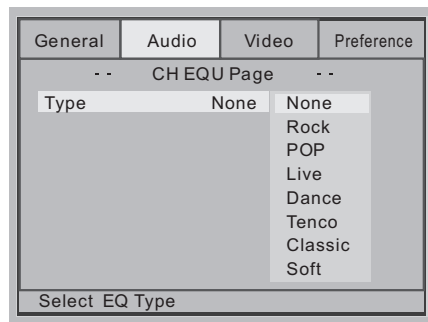 General Audio Video Preference
- - CH EQU Page - -
Type None None
Rock
POP
Live
Dance
Tenco
Classic
Soft
Select EQ Type